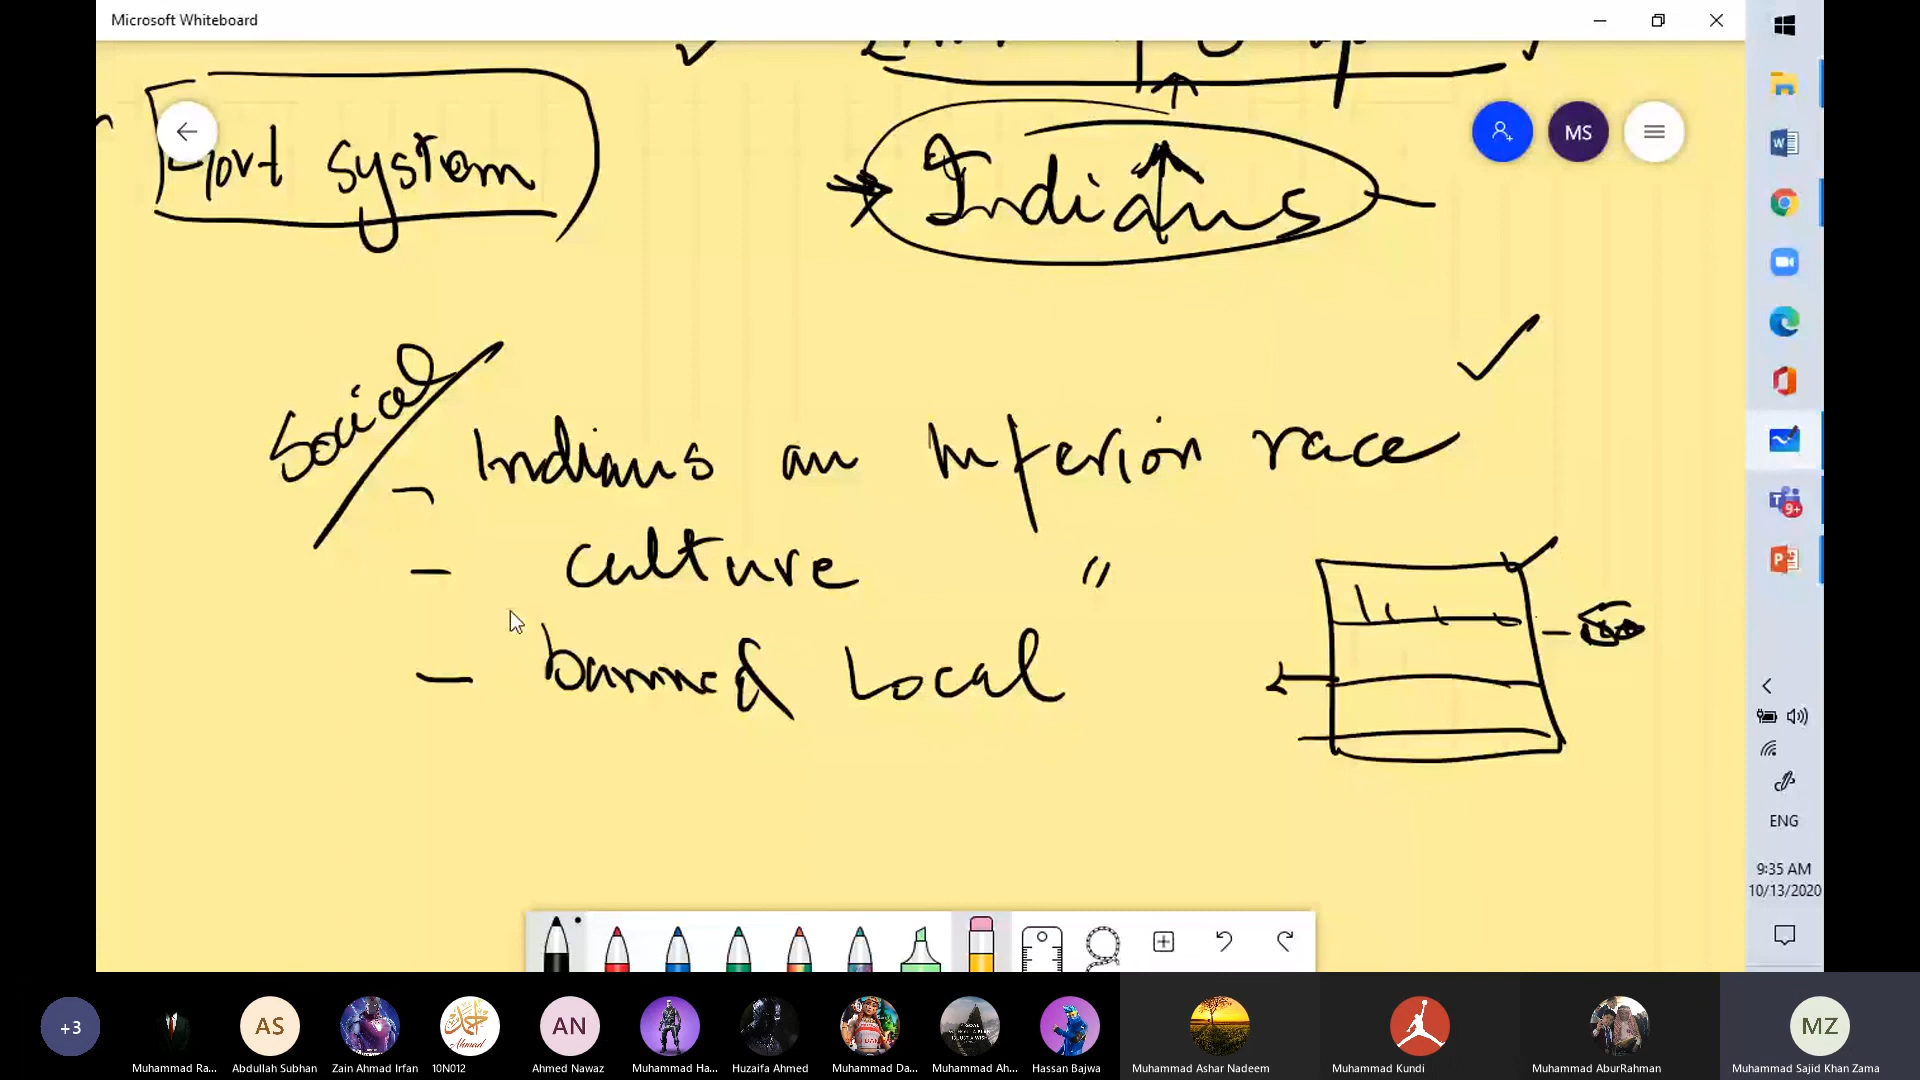 Microsoft Whiteboard
system
Indians
MS
Social
Indians an Inferior race
- culture "
- banned Local
9+
ENG
9:35 AM
10/13/2020
+3
AS
AN
MZ
Muhammad Ra...
Abdullah Subhan
Zain Ahmad Irfan
10N012
Ahmed Nawaz
Muhammad Ha...
Huzaifa Ahmed
Muhammad Da...
Muhammad Ah...
Hassan Bajwa
Muhammad Ashar Nadeem
Muhammad Kundi
Muhammad AburRahman
Muhammad Sajid Khan Zama